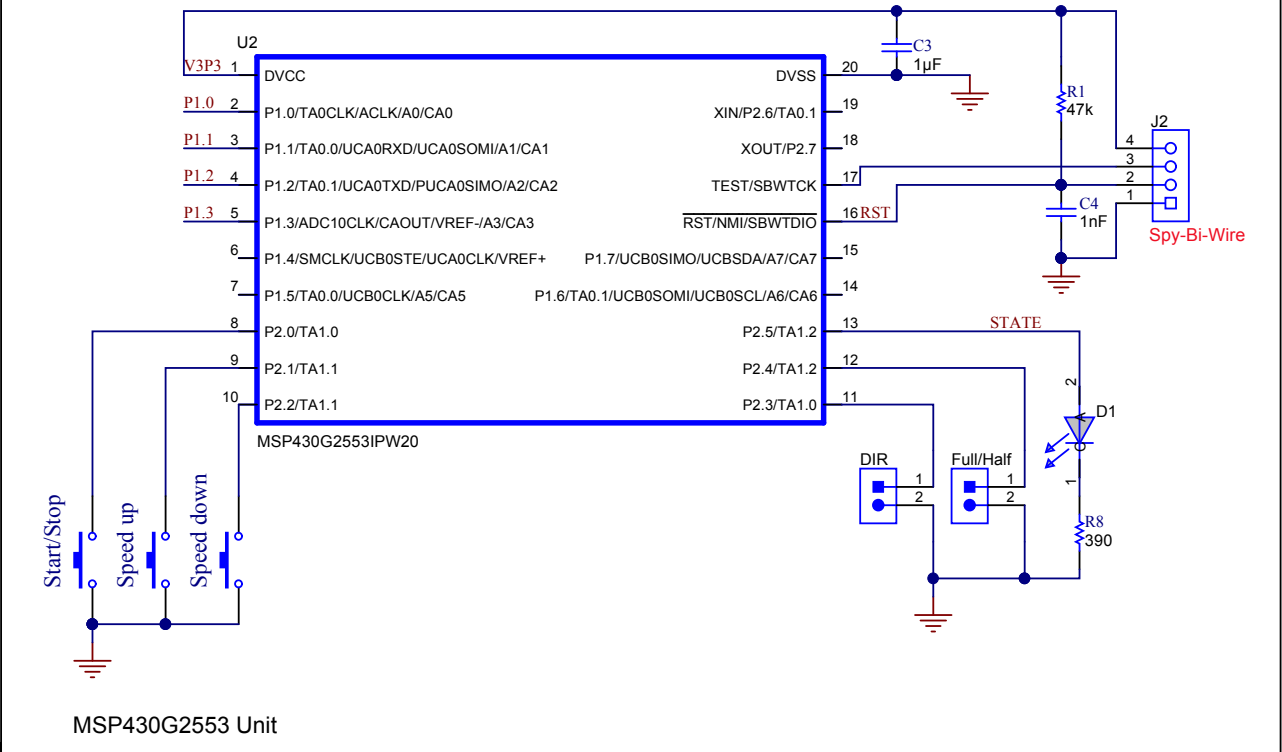 U2
V3P3 1 DVCC
P1.0 2 P1.0/TA0CLK/ACLK/A0/CA0
P1.1 3 P1.1/TA0.0/UCA0RXD/UCA0SOMI/A1/CA1
P1.2 4 P1.2/TA0.1/UCA0TXD/PUCA0SIMO/A2/CA2
P1.3 5 P1.3/ADC10CLK/CAOUT/VREF-/A3/CA3
6 P1.4/SMCLK/UCB0STE/UCA0CLK/VREF+
7 P1.5/TA0.0/UCB0CLK/A5/CA5
8 P2.0/TA1.0
9 P2.1/TA1.1
10 P2.2/TA1.1
DVSS 20
XIN/P2.6/TA0.1 19
XOUT/P2.7 18
TEST/SBWTCK 17
RST/NMI/SBWTDIO 16 RST
P1.7/UCB0SIMO/UCBSDA/A7/CA7 15
P1.6/TA0.1/UCB0SOMI/UCB0SCL/A6/CA6 14
P2.5/TA1.2 13 STATE
P2.4/TA1.2 12
P2.3/TA1.0 11
MSP430G2553IPW20
C3
1µF
R1
47k
J2
4
3
2
1
C4
1nF
Spy-Bi-Wire
2
A
D1
C
1
R8
390
DIR
1
2
Full/Half
1
2
Start/Stop
Speed up
Speed down
MSP430G2553 Unit